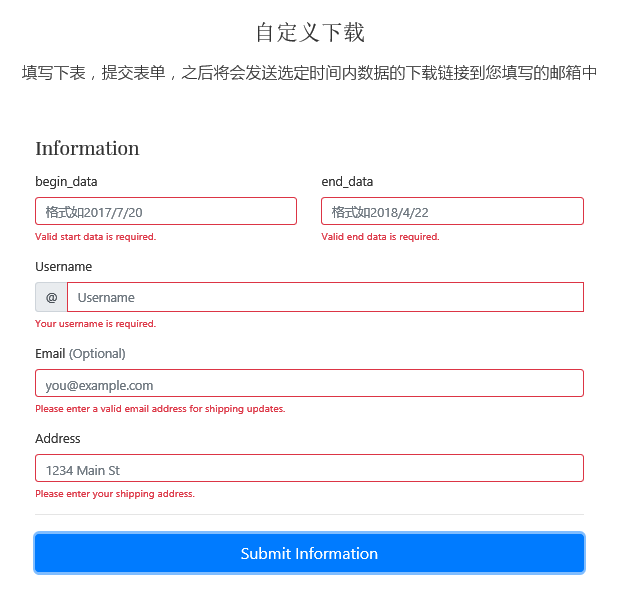 自定义下载
填写下表，提交表单，之后将会发送选定时间内数据的下载链接到您填写的邮箱中
Information
begin_data
end_data
格式如2017/7/20
格式如2018/4/22
Valid start data is required.
Valid end data is required.
Username
@ Username
Your username is required.
Email (Optional)
you@example.com
Please enter a valid email address for shipping updates.
Address
1234 Main St
Please enter your shipping address.
Submit Information